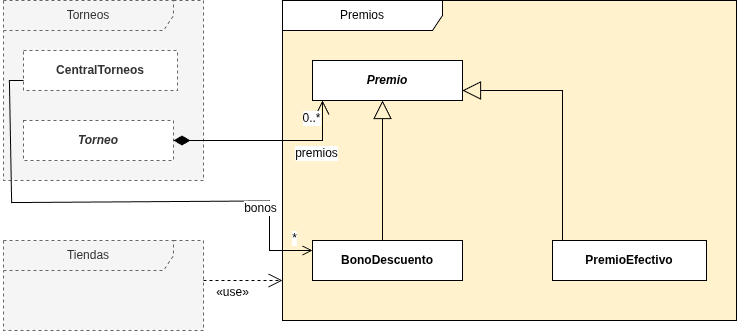 Torneos
Premios
CentralTorneos
Premio
0..*
Torneo
premios
bonos
*
Tiendas
BonoDescuento
PremioEfectivo
«use»